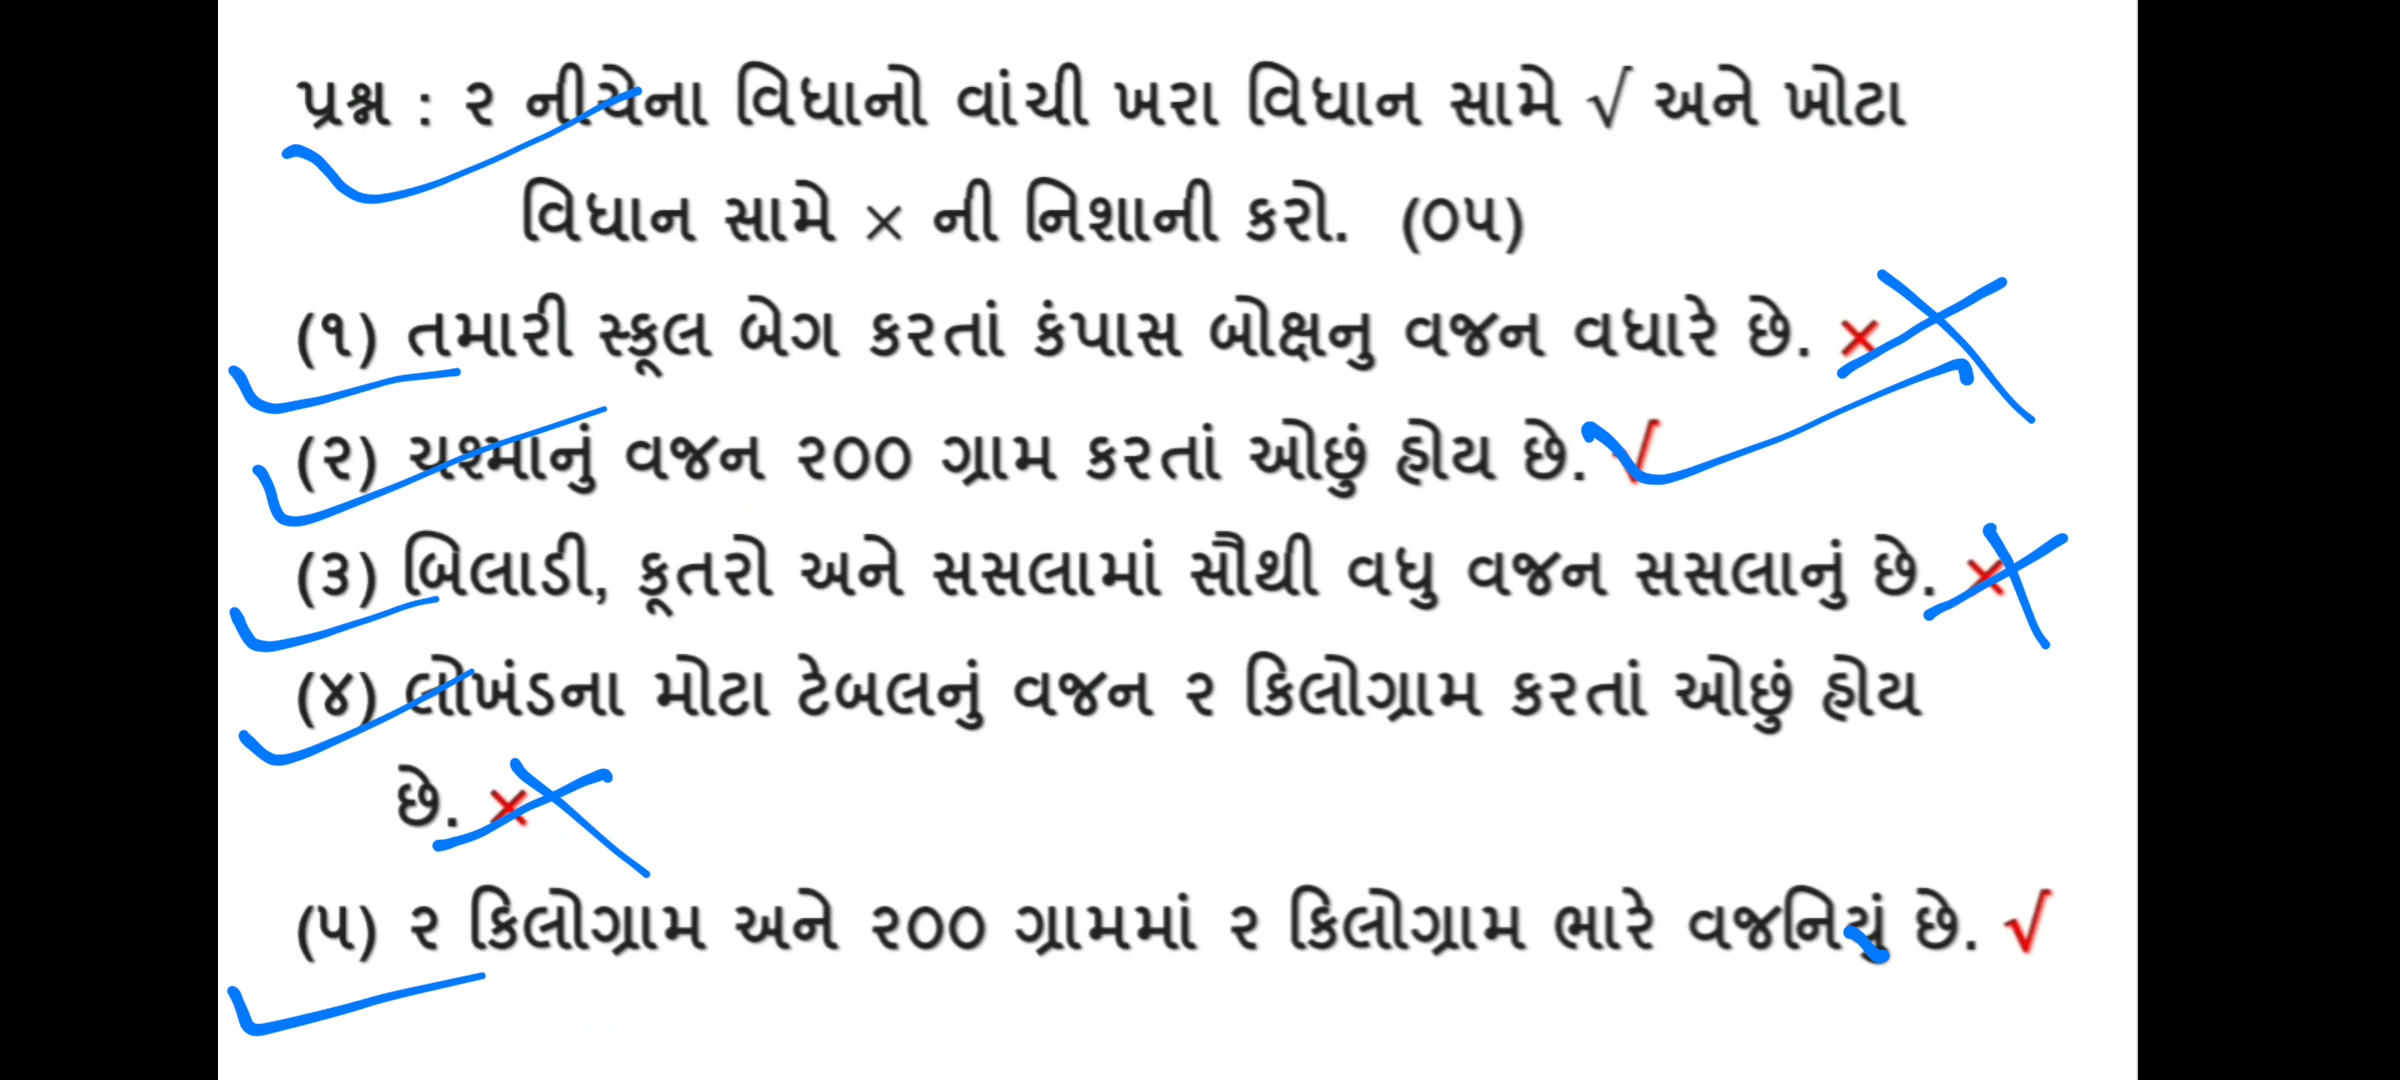 પ્રશ્ન : ૨ નીચેના વિધાનો વાંચી ખરા વિધાન સામે √ અને ખોટા
વિધાન સામે × ની નિશાની કરો. (૦૫)
(૧) તમારી સ્કૂલ બેગ કરતાં કંપાસ બોક્ષનુ વજન વધારે છે. ×
(૨) ચશ્માનું વજન ૨૦૦ ગ્રામ કરતાં ઓછું હોય છે. √
(૩) બિલાડી, કૂતરો અને સસલામાં સૌથી વધુ વજન સસલાનું છે. ×
(૪) લોખંડના મોટા ટેબલનું વજન ૨ કિલોગ્રામ કરતાં ઓછું હોય
છે. ×
(૫) ૨ કિલોગ્રામ અને ૨૦૦ ગ્રામમાં ૨ કિલોગ્રામ ભારે વજનિયું છે. √